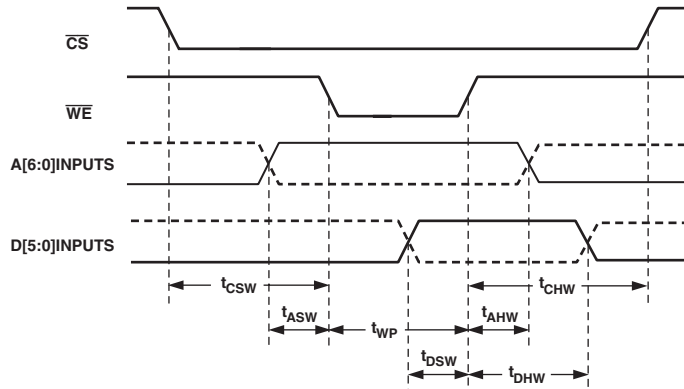 CS
WE
A[6:0]INPUTS
D[5:0]INPUTS
tCSW
tCHW
tASW
tWP
tAHW
tDSW
tDHW